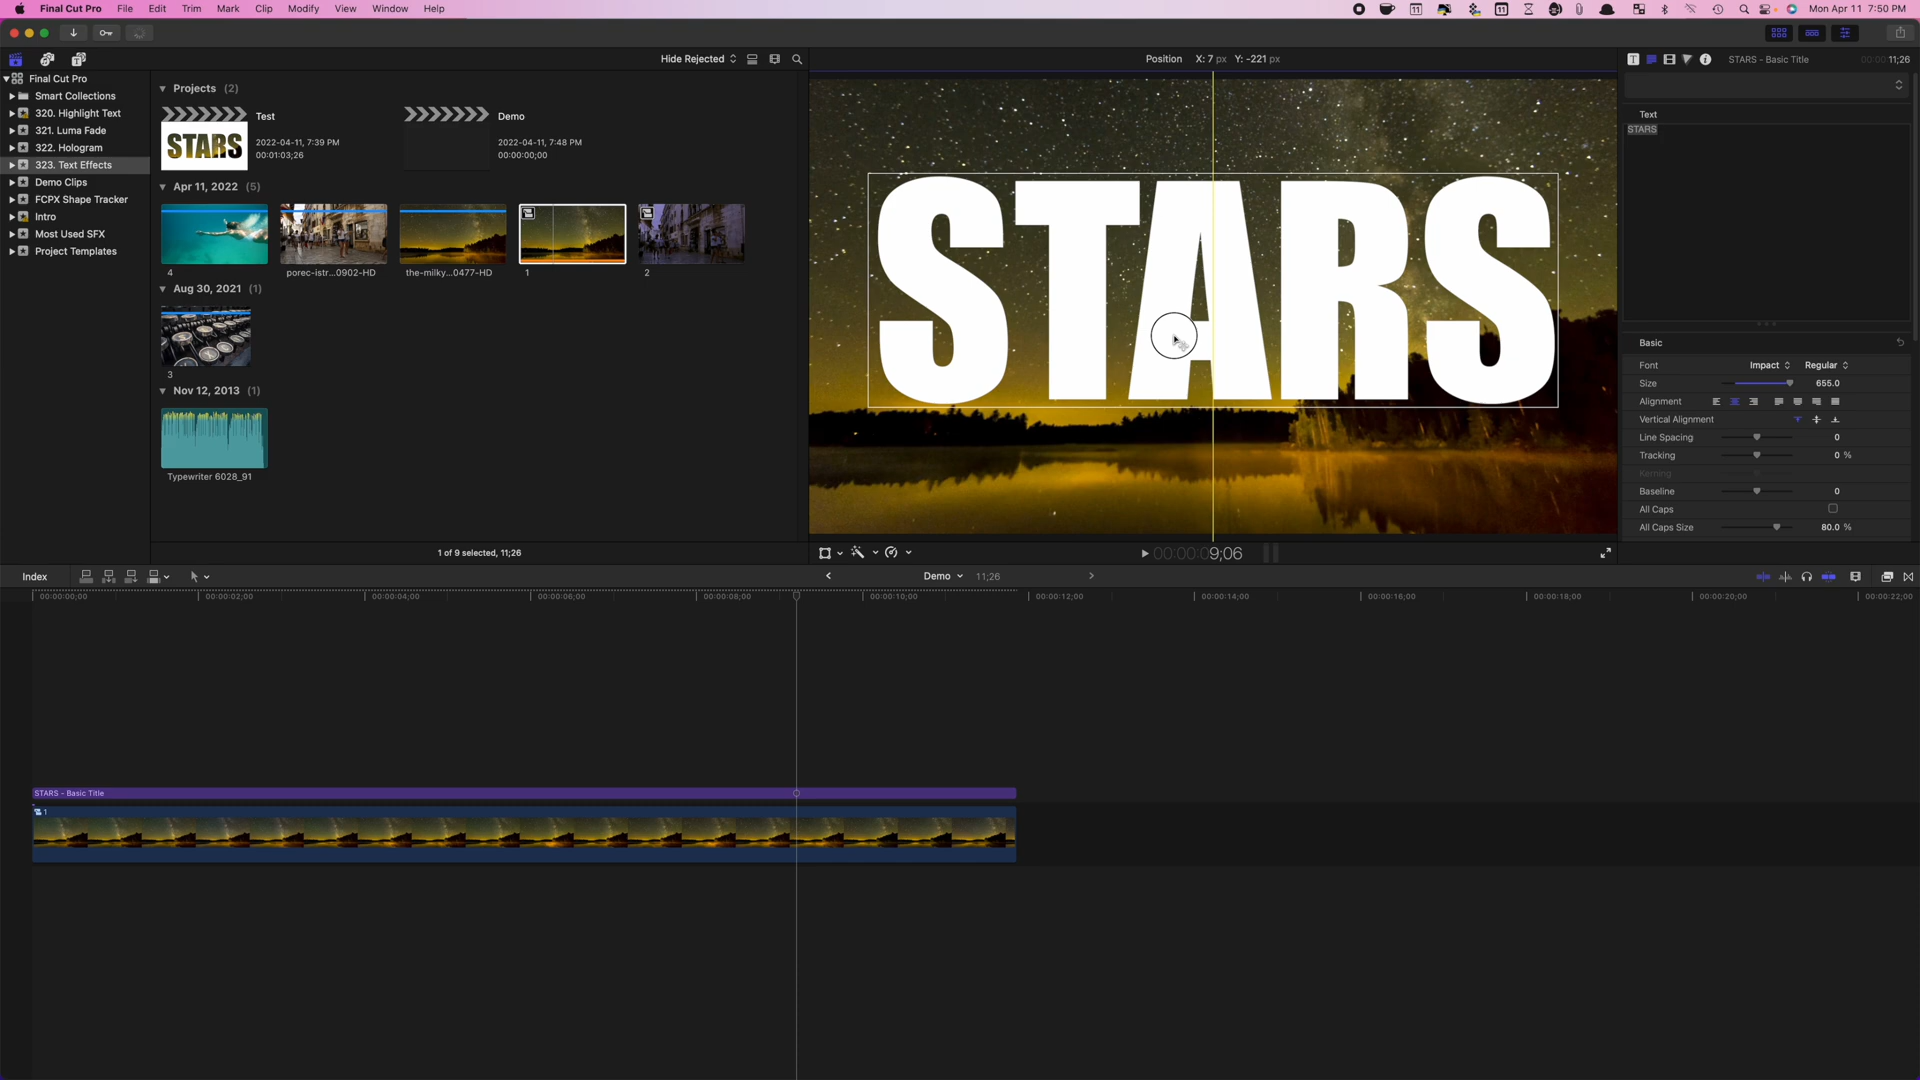 Final Cut Pro File Edit Trim Mark Clip Modify View Window Help
Mon Apr 11 7:50 PM
Hide Rejected
Position X: 7 px Y: -221 px
STARS - Basic Title 00:00:11;26
Final Cut Pro
Smart Collections
320. Highlight Text
321. Luma Fade
322. Hologram
323. Text Effects
Demo Clips
FCPX Shape Tracker
Intro
Most Used SFX
Project Templates
Projects (2)
STARS
Test
2022-04-11, 7:39 PM
00:01:03;26
Demo
2022-04-11, 7:48 PM
00:00:00;00
Apr 11, 2022 (5)
4
porec-istr...0902-HD
the-milky...0477-HD
1
2
Aug 30, 2021 (1)
3
Nov 12, 2013 (1)
Typewriter 6028_91
1 of 9 selected, 11;26
STARS
00:00:09;06
Text
STARS
Basic
Font Impact Regular
Size 655.0
Alignment
Vertical Alignment
Line Spacing 0
Tracking 0 %
Kerning
Baseline 0
All Caps
All Caps Size 80.0 %
Index
Demo 11;26
00:00:00;00 00:00:02;00 00:00:04;00 00:00:06;00 00:00:08;00 00:00:10;00 00:00:12;00 00:00:14;00 00:00:16;00 00:00:18;00 00:00:20;00 00:00:22;00
STARS - Basic Title
1